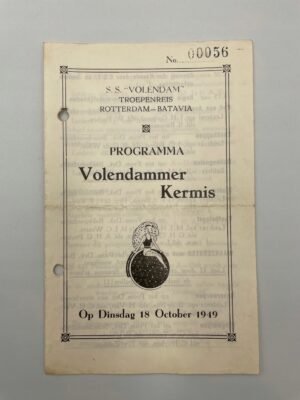 No. 00056
S. S. "VOLENDAM"
TROEPENREIS
ROTTERDAM—BATAVIA
PROGRAMMA
Volendammer
Kermis
Op Dinsdag 18 October 1949